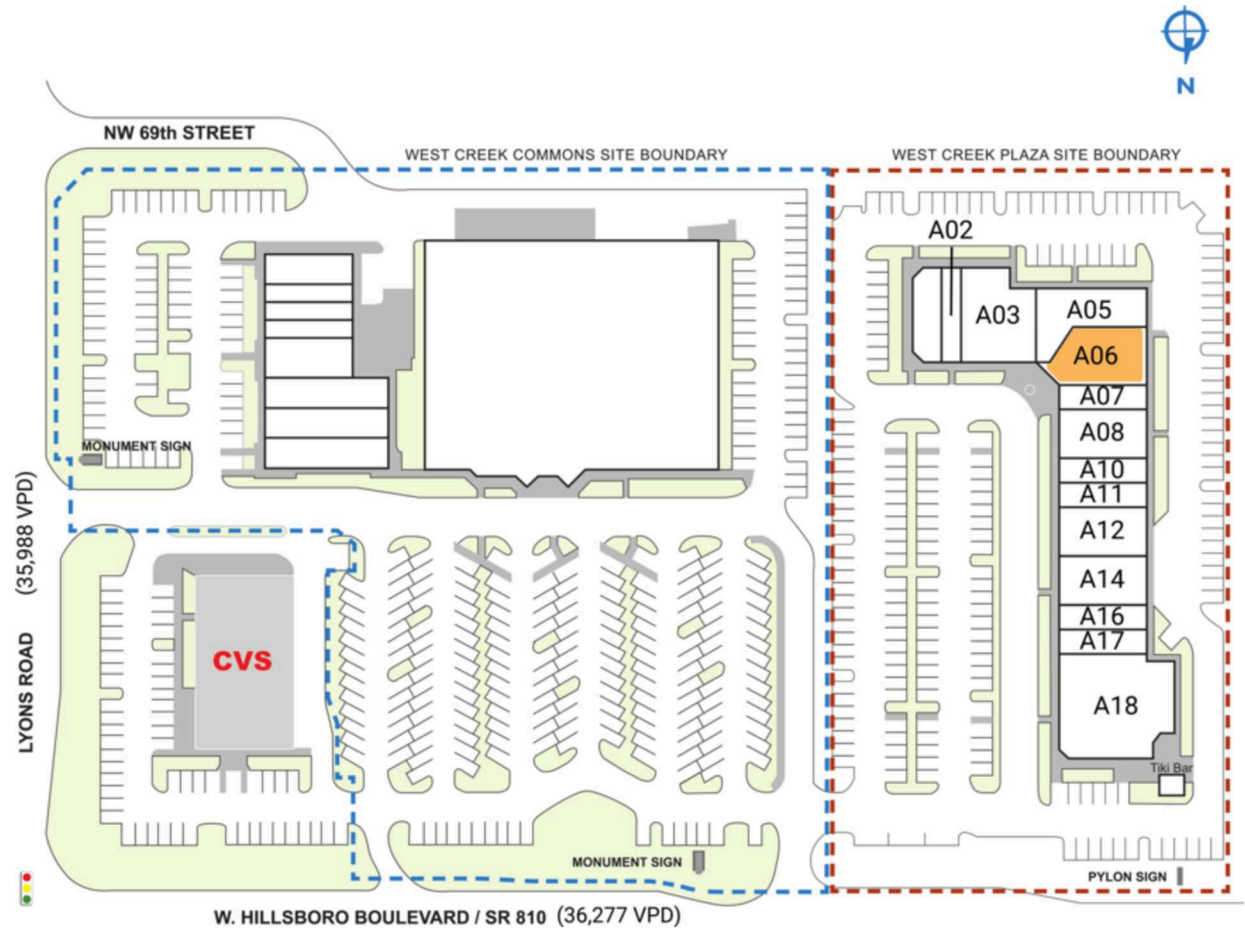 N
NW 69th STREET
WEST CREEK COMMONS SITE BOUNDARY
WEST CREEK PLAZA SITE BOUNDARY
A02
A03
A05
A06
A07
A08
A10
A11
A12
A14
A16
A17
A18
Tiki Bar
MONUMENT SIGN
(35,988 VPD)
LYONS ROAD
CVS
MONUMENT SIGN
PYLON SIGN
W. HILLSBORO BOULEVARD / SR 810 (36,277 VPD)